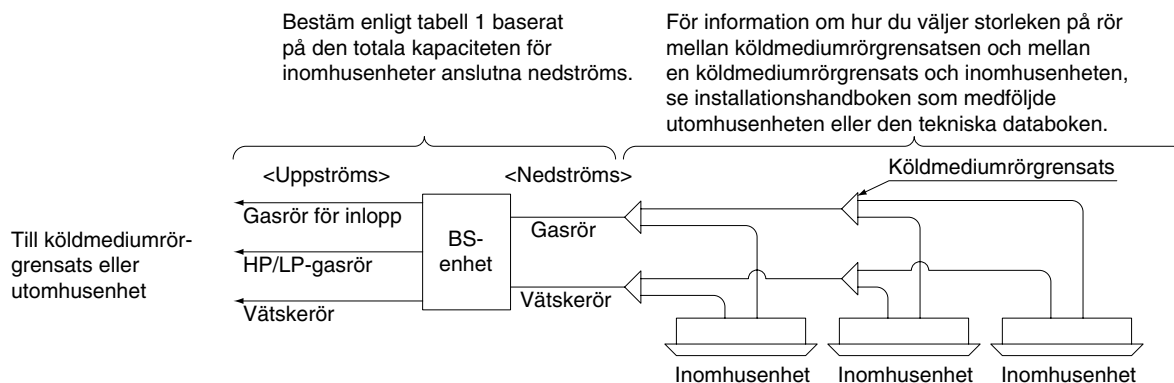 Bestäm enligt tabell 1 baserat
på den totala kapaciteten för
inomhusenheter anslutna nedströms.
För information om hur du väljer storleken på rör
mellan köldmediumrörgrensatsen och mellan
en köldmediumrörgrensats och inomhusenheten,
se installationshandboken som medföljde
utomhusenheten eller den tekniska databoken.
<Uppströms>
<Nedströms>
Köldmediumrörgrensats
Till köldmediumrör-
grensats eller
utomhusenhet
Gasrör för inlopp
HP/LP-gasrör
Vätskerör
BS-
enhet
Gasrör
Vätskerör
Inomhusenhet
Inomhusenhet
Inomhusenhet